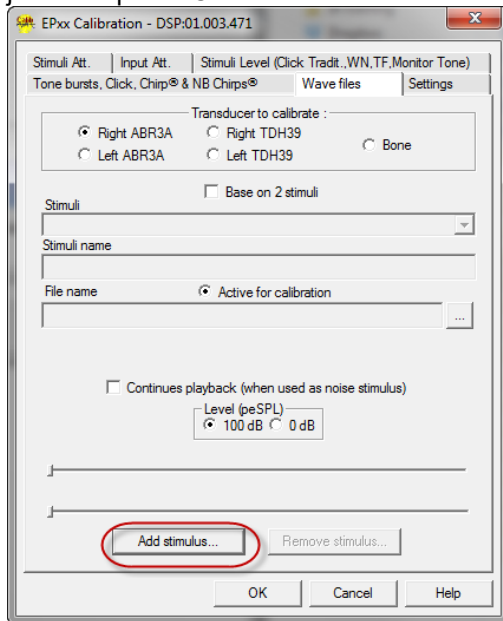 EPxx Calibration - DSP:01.003.471
Stimuli Att. Input Att. Stimuli Level (Click Tradit.,WN,TF,Monitor Tone)
Tone bursts, Click, Chirp® & NB Chirps® Wave files Settings
Transducer to calibrate :
Right ABR3A Right TDH39
Bone
Left ABR3A Left TDH39
Base on 2 stimuli
Stimuli
Stimuli name
File name Active for calibration
...
Continues playback (when used as noise stimulus)
Level (peSPL)
100 dB 0 dB
Add stimulus... Remove stimulus...
OK Cancel Help